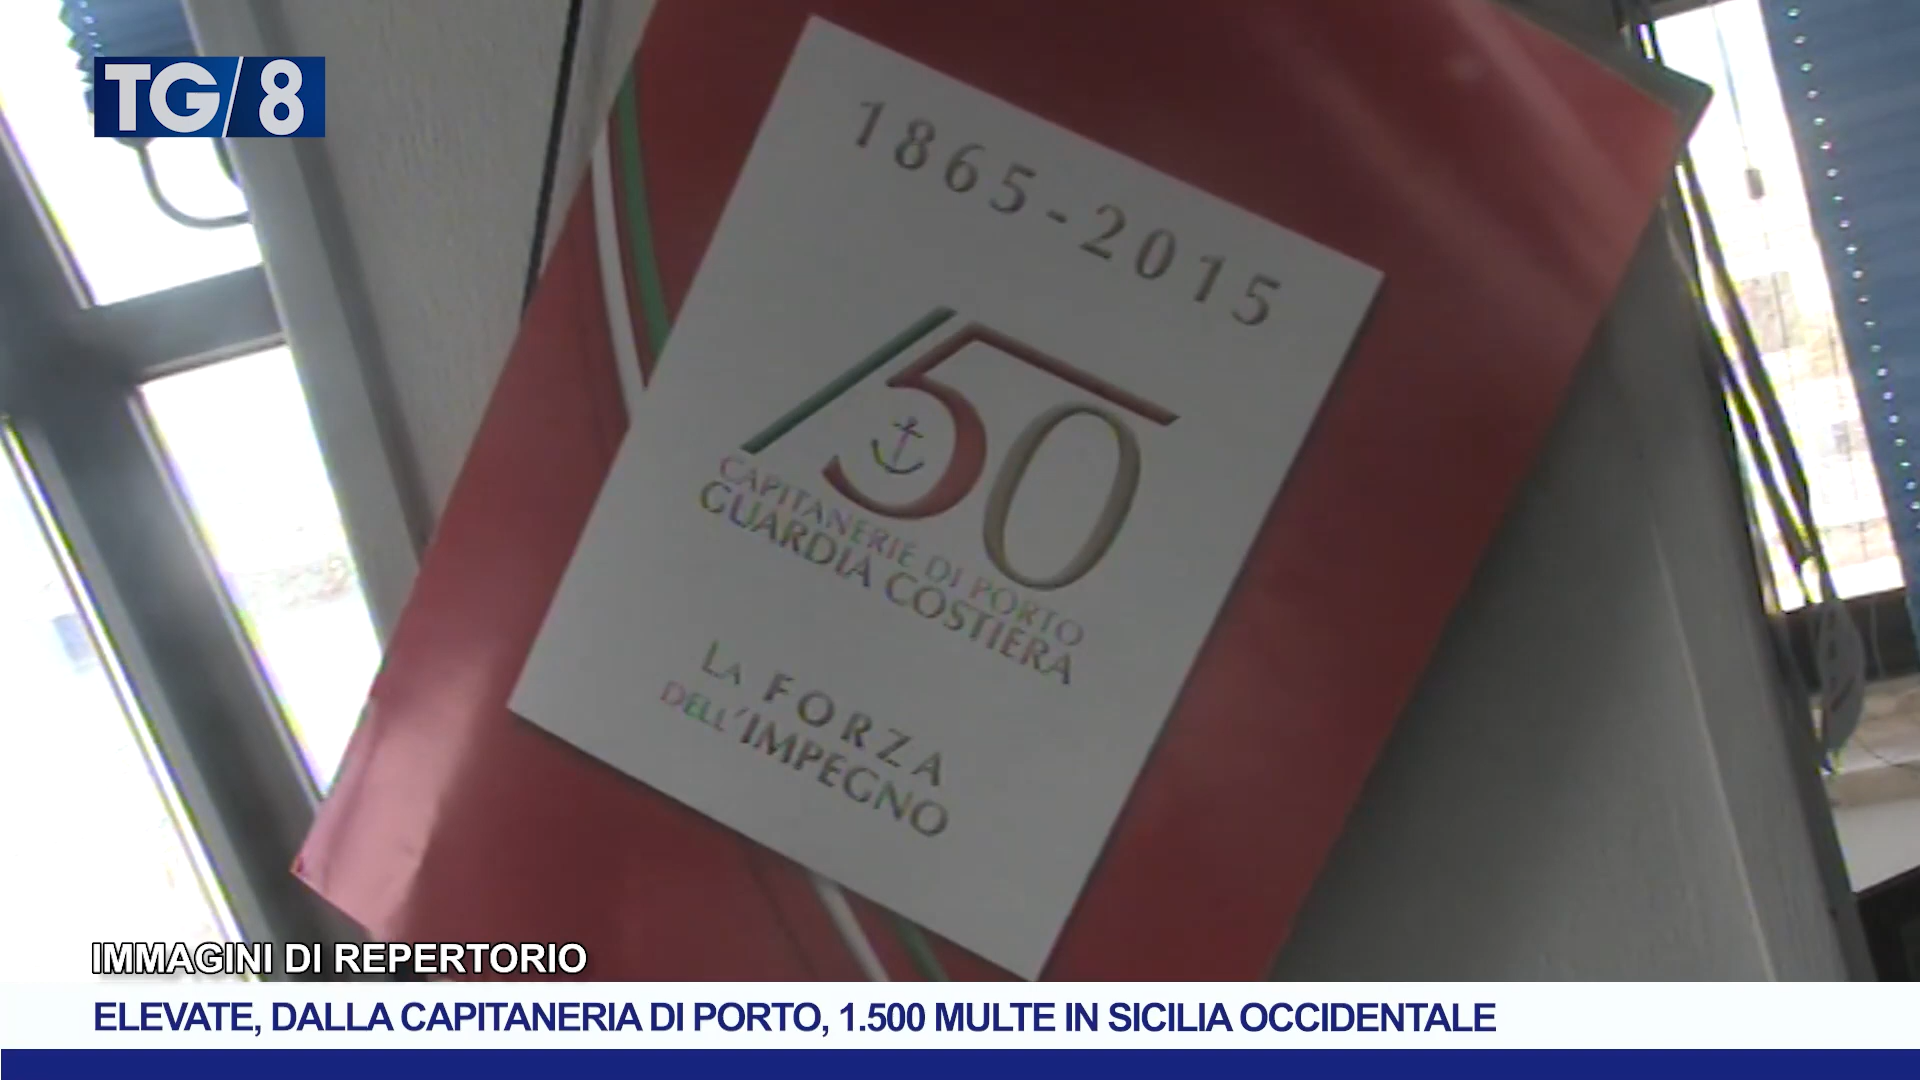 TG/8
1865-2015
150
CAPITANERIE DI PORTO
GUARDIA COSTIERA
LA FORZA
DELL'IMPEGNO
IMMAGINI DI REPERTORIO
ELEVATE, DALLA CAPITANERIA DI PORTO, 1.500 MULTE IN SICILIA OCCIDENTALE